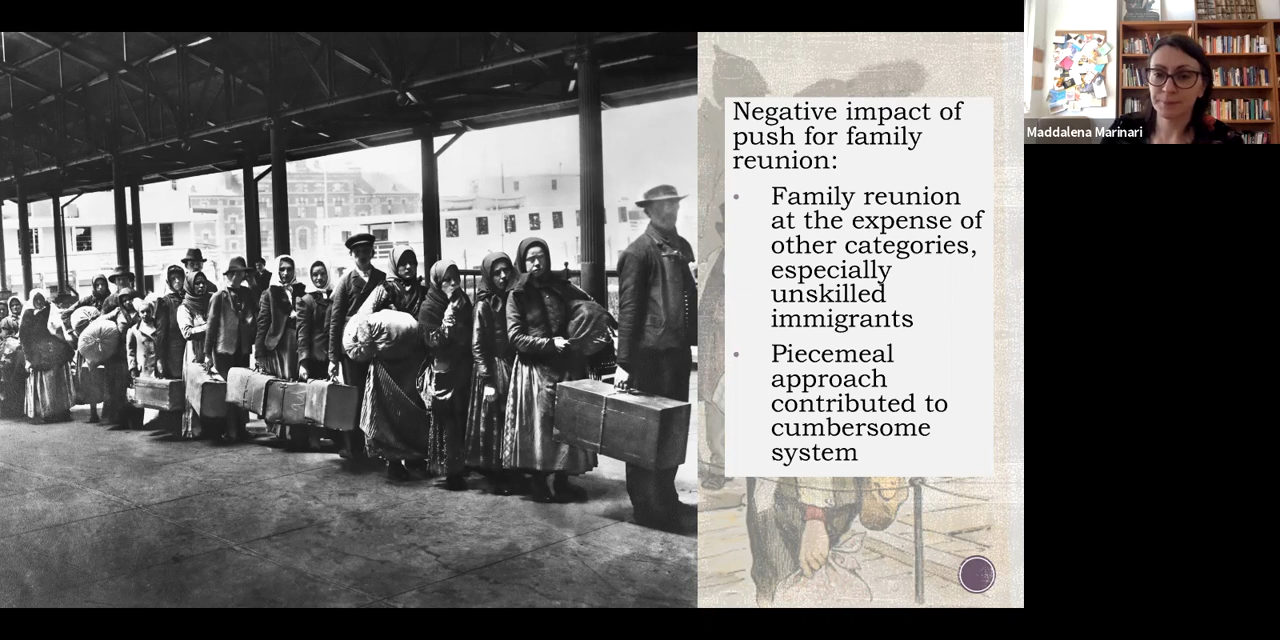 Negative impact of
push for family
reunion:
• Family reunion
at the expense of
other categories,
especially
unskilled
immigrants
• Piecemeal
approach
contributed to
cumbersome
system
Maddalena Marinari